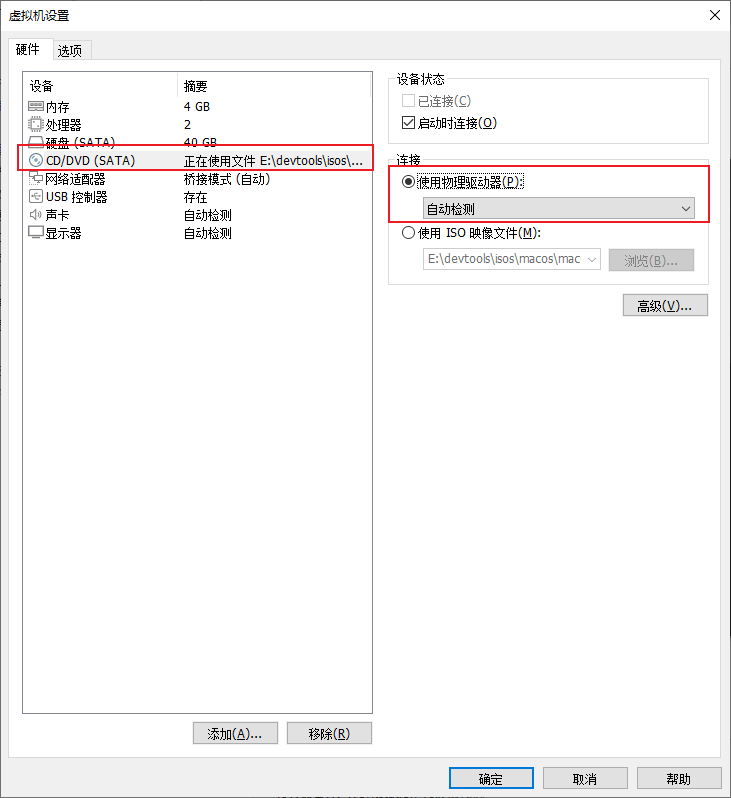 虚拟机设置
硬件 选项
设备 摘要
内存 4 GB
处理器 2
硬盘 (SATA) 40 GB
CD/DVD (SATA) 正在使用文件 E:\devtools\isos\...
网络适配器 桥接模式 (自动)
USB 控制器 存在
声卡 自动检测
显示器 自动检测
添加(A)... 移除(R)
设备状态
已连接(C)
启动时连接(O)
连接
使用物理驱动器(P):
自动检测
使用 ISO 映像文件(M):
E:\devtools\isos\macos\mac 浏览(B)...
高级(V)...
确定 取消 帮助